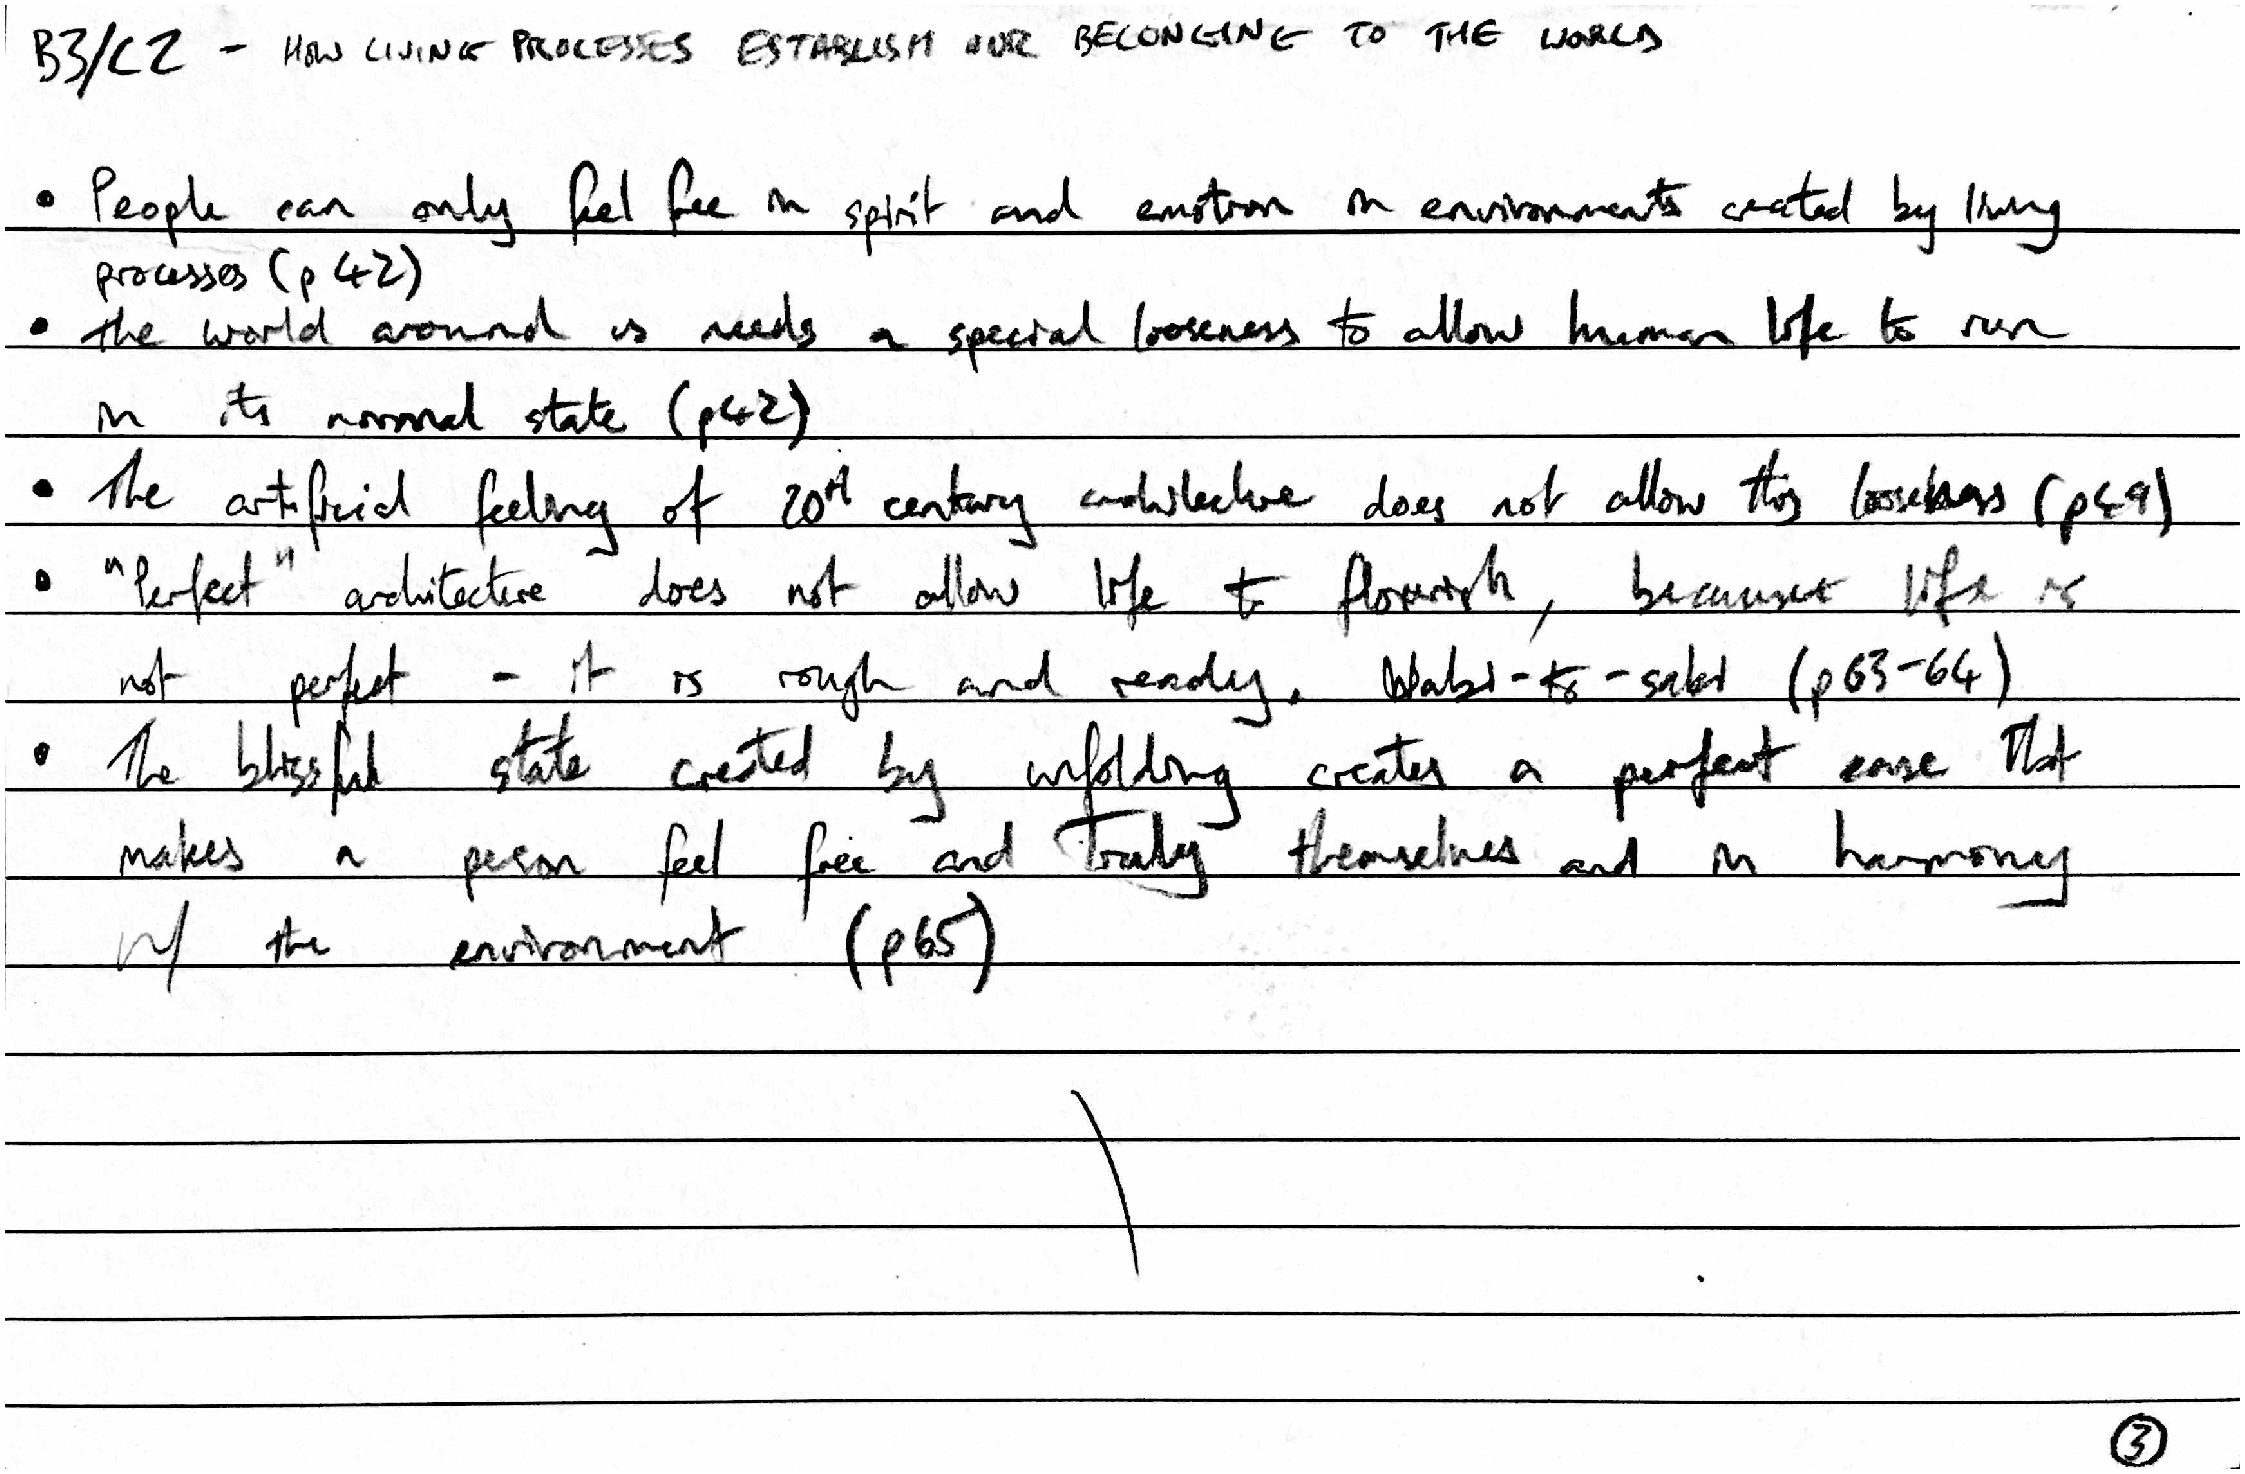 B3/C2 - HOW LIVING PROCESSES ESTABLISH OUR BELONGING TO THE WORLD
• People can only feel free in spirit and emotion in environments created by living
processes (p42)
• The world around us needs a special looseness to allow human life to run
in its normal state (p42)
• The artificial feeling of 20th century architecture does not allow this looseness (p49)
• "Perfect" architecture does not allow life to flourish, because life is
not perfect - it is rough and ready. Wabi-to-sabi (p63-64)
• The blissful state created by unfolding creates a perfect ease that
makes a person feel free and truly themselves and in harmony
w/ the environment (p65)
3